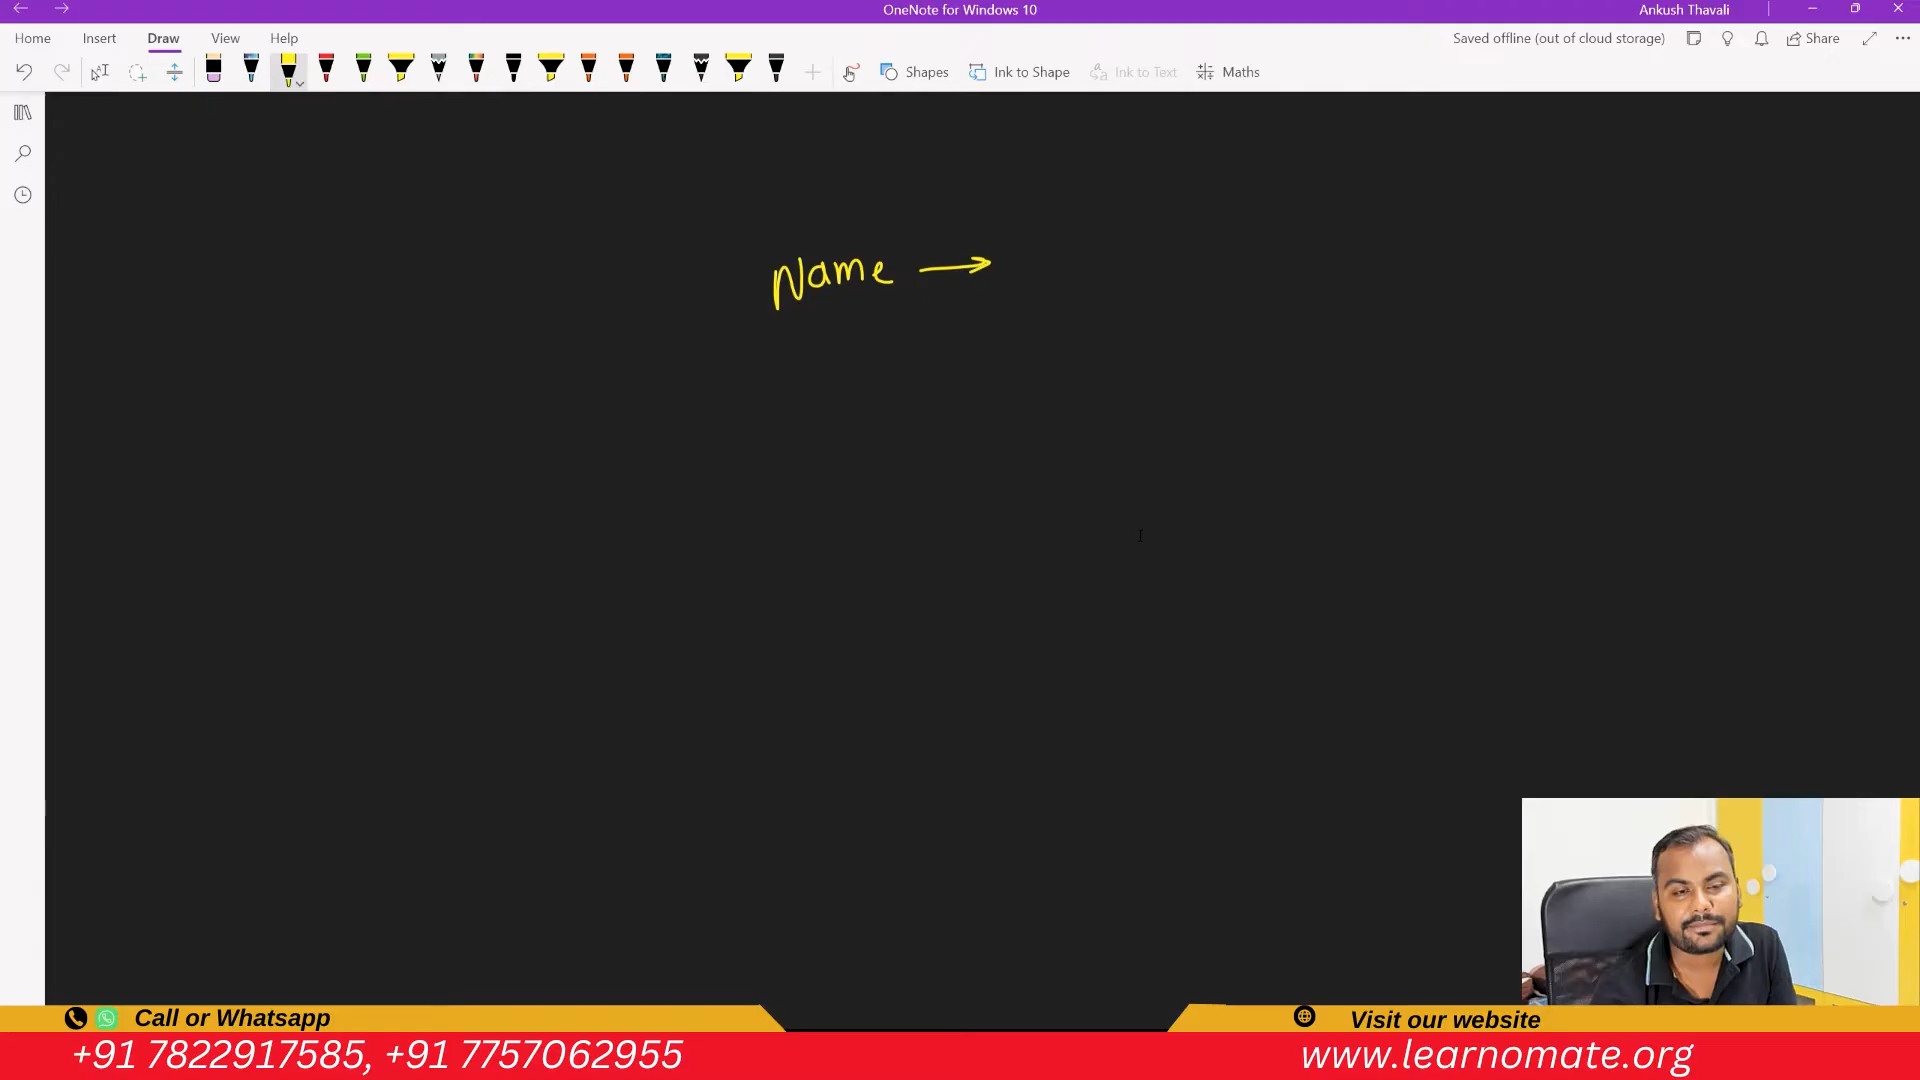 OneNote for Windows 10
Ankush Thavali
Home Insert Draw View Help
Saved offline (out of cloud storage)
Share
Shapes
Ink to Shape
Ink to Text
Maths
Name →
Call or Whatsapp
+91 7822917585, +91 7757062955
Visit our website
www.learnomate.org